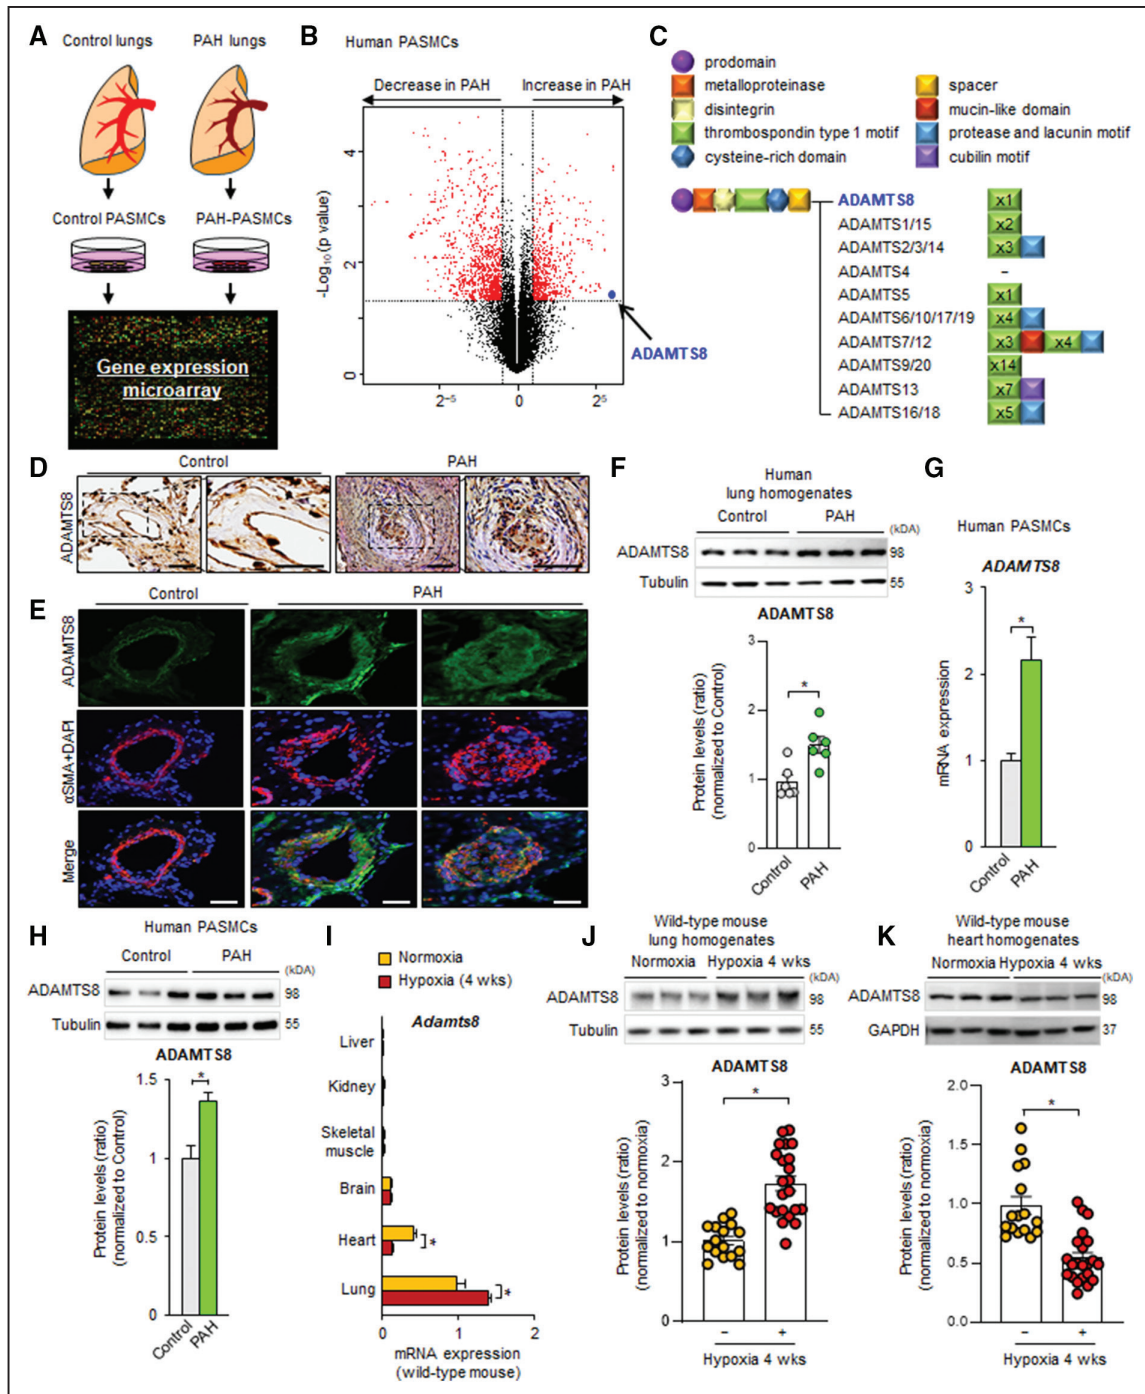 A
Control lungs
PAH lungs
Control PASMCs
PAH-PASMCs
Gene expression
microarray
B
Human PASMCs
Decrease in PAH
Increase in PAH
-Log10(p value)
4
2
0
2-5
0
25
ADAMTS8
C
prodomain
metalloproteinase
disintegrin
thrombospondin type 1 motif
cysteine-rich domain
spacer
mucin-like domain
protease and lacunin motif
cubilin motif
ADAMTS8
x1
ADAMTS1/15
x2
ADAMTS2/3/14
x3
ADAMTS4
–
ADAMTS5
x1
ADAMTS6/10/17/19
x4
ADAMTS7/12
x3
x4
ADAMTS9/20
x14
ADAMTS13
x7
ADAMTS16/18
x5
D
Control
PAH
ADAMTS8
E
Control
PAH
ADAMTS8
αSMA+DAPI
Merge
F
Human
lung homogenates
Control
PAH
(kDA)
ADAMTS8
98
Tubulin
55
ADAMTS8
Protein levels (ratio)
(normalized to Control)
3
2
1
0
*
Control
PAH
G
Human PASMCs
ADAMTS8
mRNA expression
3
2
1
0
*
Control
PAH
H
Human PASMCs
Control
PAH
(kDA)
ADAMTS8
98
Tubulin
55
ADAMTS8
Protein levels (ratio)
(normalized to Control)
1.5
1
0.5
0
*
Control
PAH
I
Normoxia
Hypoxia (4 wks)
Adamts8
Liver
Kidney
Skeletal
muscle
Brain
Heart
*
Lung
*
0
1
2
mRNA expression
(wild-type mouse)
J
Wild-type mouse
lung homogenates
Normoxia
Hypoxia 4 wks
(kDA)
ADAMTS8
98
Tubulin
55
ADAMTS8
Protein levels (ratio)
(normalized to normoxia)
3
2
1
0
*
–
+
Hypoxia 4 wks
K
Wild-type mouse
heart homogenates
Normoxia
Hypoxia 4 wks
(kDA)
ADAMTS8
98
GAPDH
37
ADAMTS8
Protein levels (ratio)
(normalized to normoxia)
2.0
1.5
1.0
0.5
0.0
*
–
+
Hypoxia 4 wks